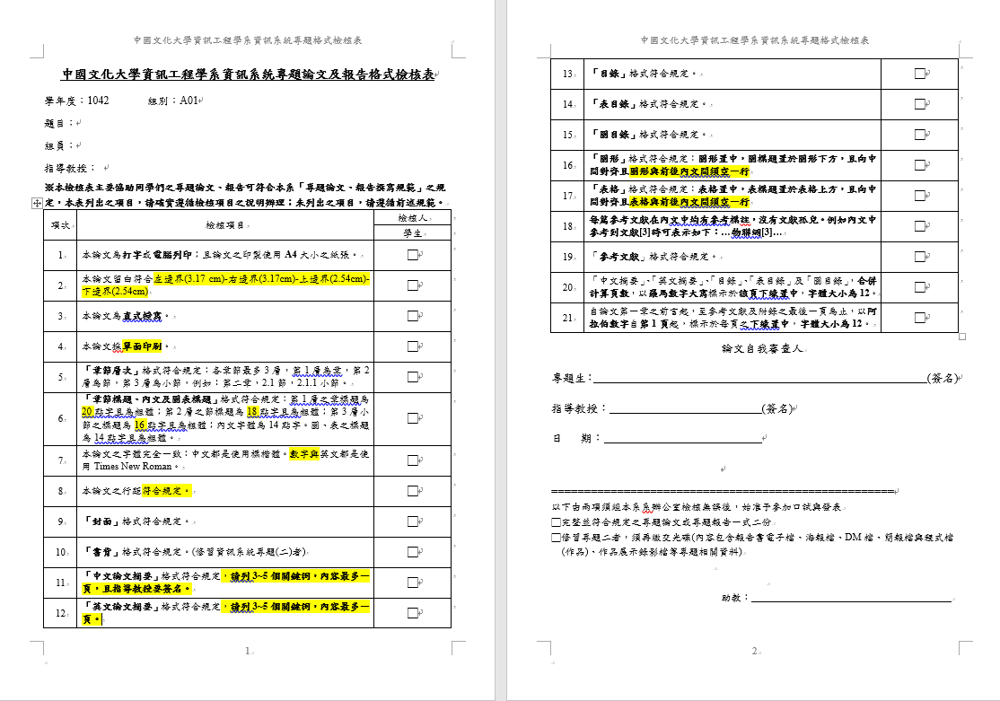 中國文化大學資訊工程學系資訊系統專題格式檢核表
中國文化大學資訊工程學系資訊系統專題論文及報告格式檢核表
學年度：1042 組別：A01
題目：
組員：
指導教授：
※本檢核表主要協助同學們之專題論文、報告可符合本系「專題論文、報告撰寫規範」之規
定，本表列出之項目，請確實遵循檢核項目之說明辦理；未列出之項目，請遵循前述規範。
項次 檢核項目 檢核人
學生
1. 本論文為打字或電腦列印；且論文之印製使用 A4 大小之紙張。 □
2. 本論文留白符合左邊界(3.17 cm)-右邊界(3.17cm)-上邊界(2.54cm)-
下邊界(2.54cm) □
3. 本論文為直式橫寫。 □
4. 本論文採單面印刷。 □
5. 「章節層次」格式符合規定：各章節最多 3 層，第 1 層為章，第 2
層為節，第 3 層為小節，例如：第二章，2.1 節，2.1.1 小節。 □
6. 「章節標題、內文及圖表標題」格式符合規定：第 1 層之章標題為
20 點字且為粗體；第 2 層之節標題為 18 點字且為粗體；第 3 層小
節之標題為 16 點字且為粗體；內文字體為 14 點字。圖、表之標題
為 14 點字且為粗體。 □
7. 本論文之字體完全一致：中文都是使用標楷體。數字與英文都是使
用 Times New Roman。 □
8. 本論文之行距符合規定。 □
9. 「封面」格式符合規定。 □
10. 「書背」格式符合規定。(修習資訊系統專題(二)者) □
11. 「中文論文摘要」格式符合規定，請列 3~5 個關鍵詞，內容最多一
頁，且指導教授要簽名。 □
12. 「英文論文摘要」格式符合規定，請列 3~5 個關鍵詞，內容最多一
頁。 □
1
中國文化大學資訊工程學系資訊系統專題格式檢核表
13. 「目錄」格式符合規定。 □
14. 「表目錄」格式符合規定。 □
15. 「圖目錄」格式符合規定。 □
16. 「圖形」格式符合規定：圖形置中，圖標題置於圖形下方，且向中
間對齊且圖形與前後內文間須空一行 □
17. 「表格」格式符合規定：表格置中，表標題置於表格上方，且向中
間對齊且表格與前後內文間須空一行 □
18. 每篇參考文獻在內文中均有參考標註，沒有文獻孤兒。例如內文中
參考到文獻[3]時可表示如下：…物聯網[3]… □
19. 「參考文獻」格式符合規定。 □
20. 「中文摘要」、「英文摘要」、「目錄」、「表目錄」及「圖目錄」，合併
計算頁數，以羅馬數字大寫標示於該頁下緣置中，字體大小為 12。 □
21. 自論文第一章之前言起，至參考文獻及附錄之最後一頁為止，以阿
拉伯數字自第 1 頁起，標示於每頁之下緣置中，字體大小為 12。 □
論文自我審查人
專題生：(簽名)
指導教授：(簽名)
日 期：
==================================================
以下由兩項須經本系系辦公室檢核無誤後，始准予參加口試與發表
□完整並符合規定之專題論文或專題報告一式二份
□修習專題二者，須再繳交光碟(內容包含報告書電子檔、海報檔、DM 檔、簡報檔與程式檔
(作品)、作品展示錄影檔等專題相關資料)
助教：
2